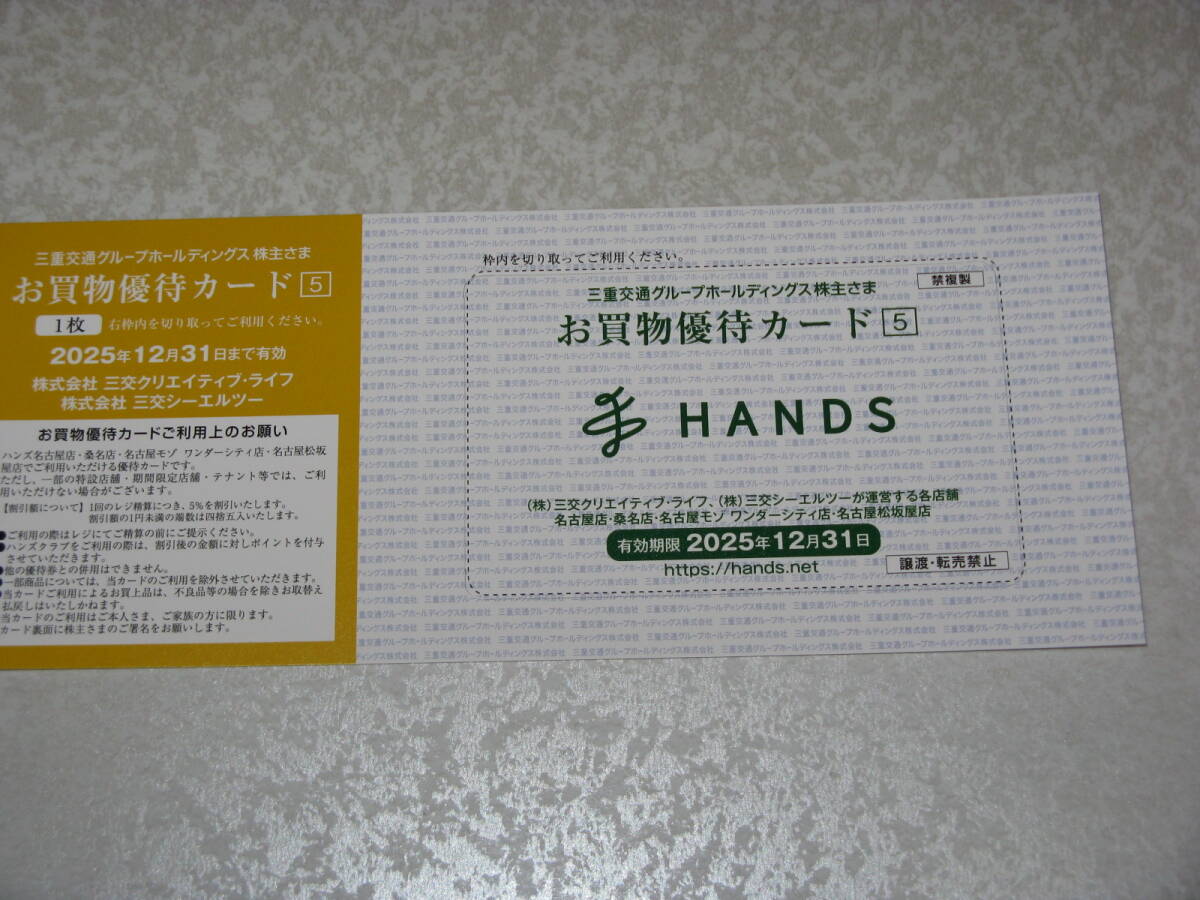 三重交通グループホールディングス 株主さま
お買物優待カード 5
1枚 右枠内を切り取ってご利用ください。
2025年12月31日まで有効
株式会社 三交クリエイティブ・ライフ
株式会社 三交シーエルツー
お買物優待カードご利用上のお願い
ハンズ名古屋店・桑名店・名古屋モゾ ワンダーシティ店・名古屋松坂
屋店でご利用いただける優待カードです。
ただし、一部の特設店舗・期間限定店舗・テナント等では、ご利
用いただけない場合がございます。
【割引額について】1回のレジ精算につき、5%を割引いたします。
割引額の1円未満の端数は四捨五入いたします。
●ご利用の際はレジにてご精算の前にご提示ください。
●ハンズクラブをご利用の際は、割引後の金額に対しポイントを付与
させていただきます。
●他の優待券との併用はできません。
●一部商品については、当カードのご利用を除外させていただきます。
●当カードご利用によるお買上品は、不良品等の場合を除きお取替え
払戻しはいたしかねます。
当カードのご利用はご本人さま、ご家族の方に限ります。
カード裏面に株主さまのご署名をお願いします。
枠内を切り取ってご利用ください。
禁複製
三重交通グループホールディングス 株主さま
お買物優待カード 5
HANDS
(株)三交クリエイティブ・ライフ、(株)三交シーエルツーが運営する各店舗
名古屋店・桑名店・名古屋モゾ ワンダーシティ店・名古屋松坂屋店
有効期限 2025年12月31日
https://hands.net
譲渡・転売禁止